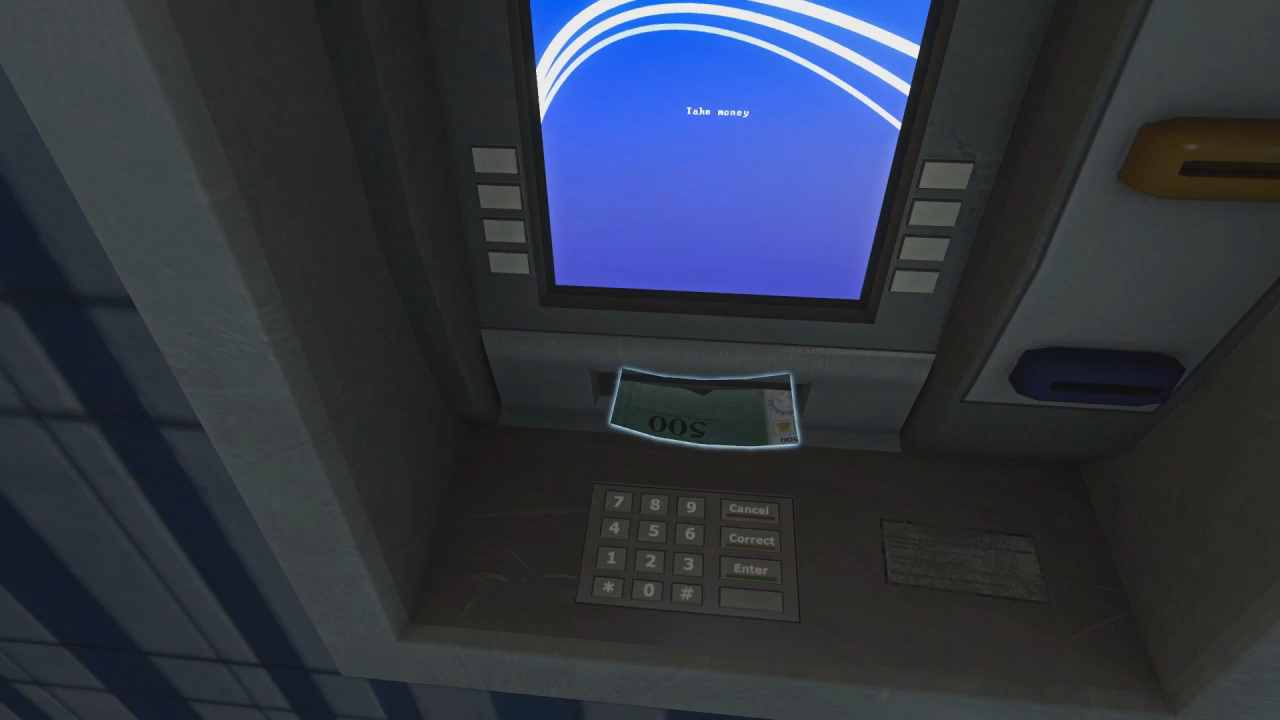 Take money
500
500
7 8 9 Cancel
4 5 6 Correct
1 2 3 Enter
* 0 #